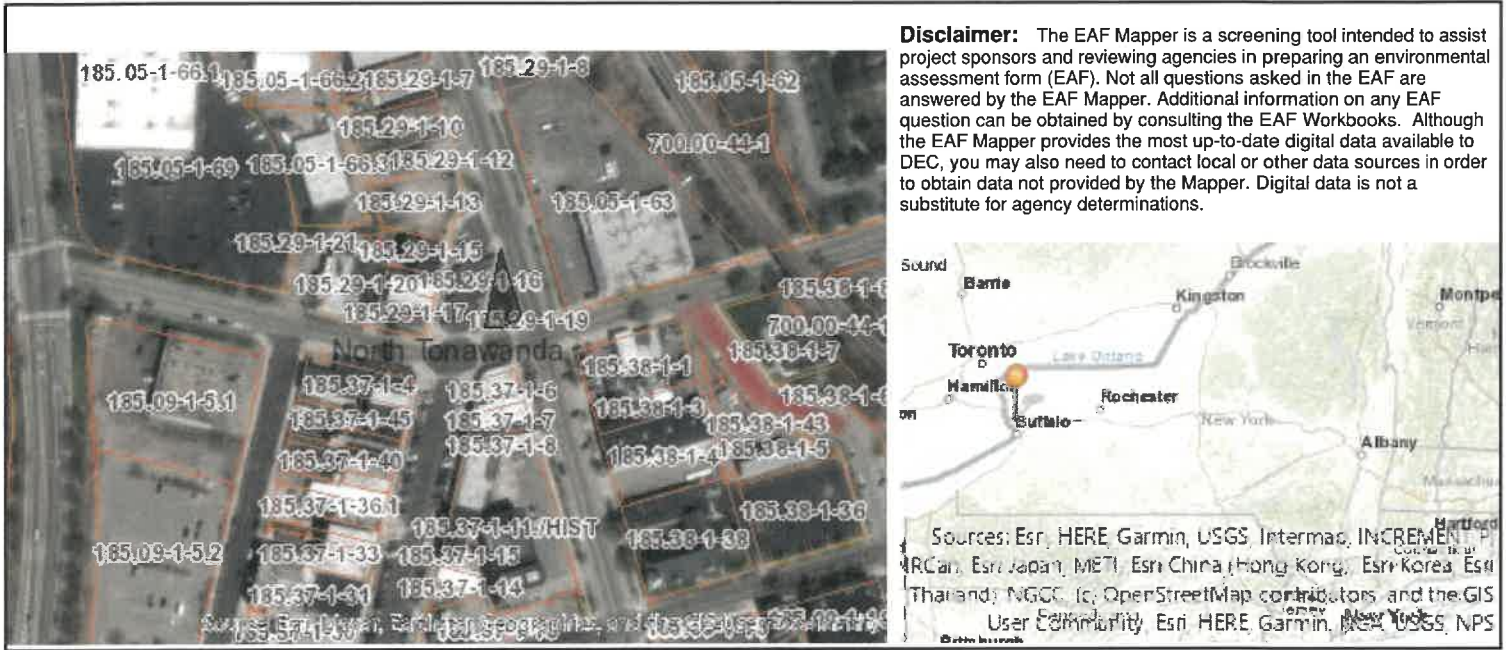 185.05-1-66.1
185.05-1-66.2
185.29-1-7
185.29-1-8
185.05-1-62
185.29-1-10
700.00-44-1
185.05-1-69
185.05-1-66.3
185.29-1-12
185.29-1-13
185.05-1-63
185.29-1-21
185.29-1-15
185.29-1-20
185.29-1-16
185.29-1-17
185.29-1-19
700.00-44-1
185.38-1-7
North Tonawanda
185.38-1-1
185.37-1-4
185.37-1-6
185.09-1-5.1
185.38-1-3
185.37-1-45
185.37-1-7
185.38-1-43
185.37-1-8
185.37-1-40
185.38-1-4
185.38-1-5
185.37-1-36.1
185.38-1-36
185.37-1-11./HIST
185.09-1-5.2
185.37-1-33
185.37-1-15
185.38-1-38
185.37-1-14
185.37-1-31
Disclaimer: The EAF Mapper is a screening tool intended to assist
project sponsors and reviewing agencies in preparing an environmental
assessment form (EAF). Not all questions asked in the EAF are
answered by the EAF Mapper. Additional information on any EAF
question can be obtained by consulting the EAF Workbooks. Although
the EAF Mapper provides the most up-to-date digital data available to
DEC, you may also need to contact local or other data sources in order
to obtain data not provided by the Mapper. Digital data is not a
substitute for agency determinations.
Sound
Barrie
Brockville
Kingston
Montpe
Vermont
Toronto
Lake Ontario
Hamilton
Rochester
on
Buffalo
New York
Albany
Massachu
Hartford
Sources: Esri, HERE, Garmin, USGS, Intermap, INCREMENT P,
NRCan, Esri Japan, METI, Esri China (Hong Kong), Esri Korea, Esri
(Thailand), NGCC, (c) OpenStreetMap contributors, and the GIS
User Community, Esri, HERE, Garmin, NGA, USGS, NPS
New York
Pittsburgh